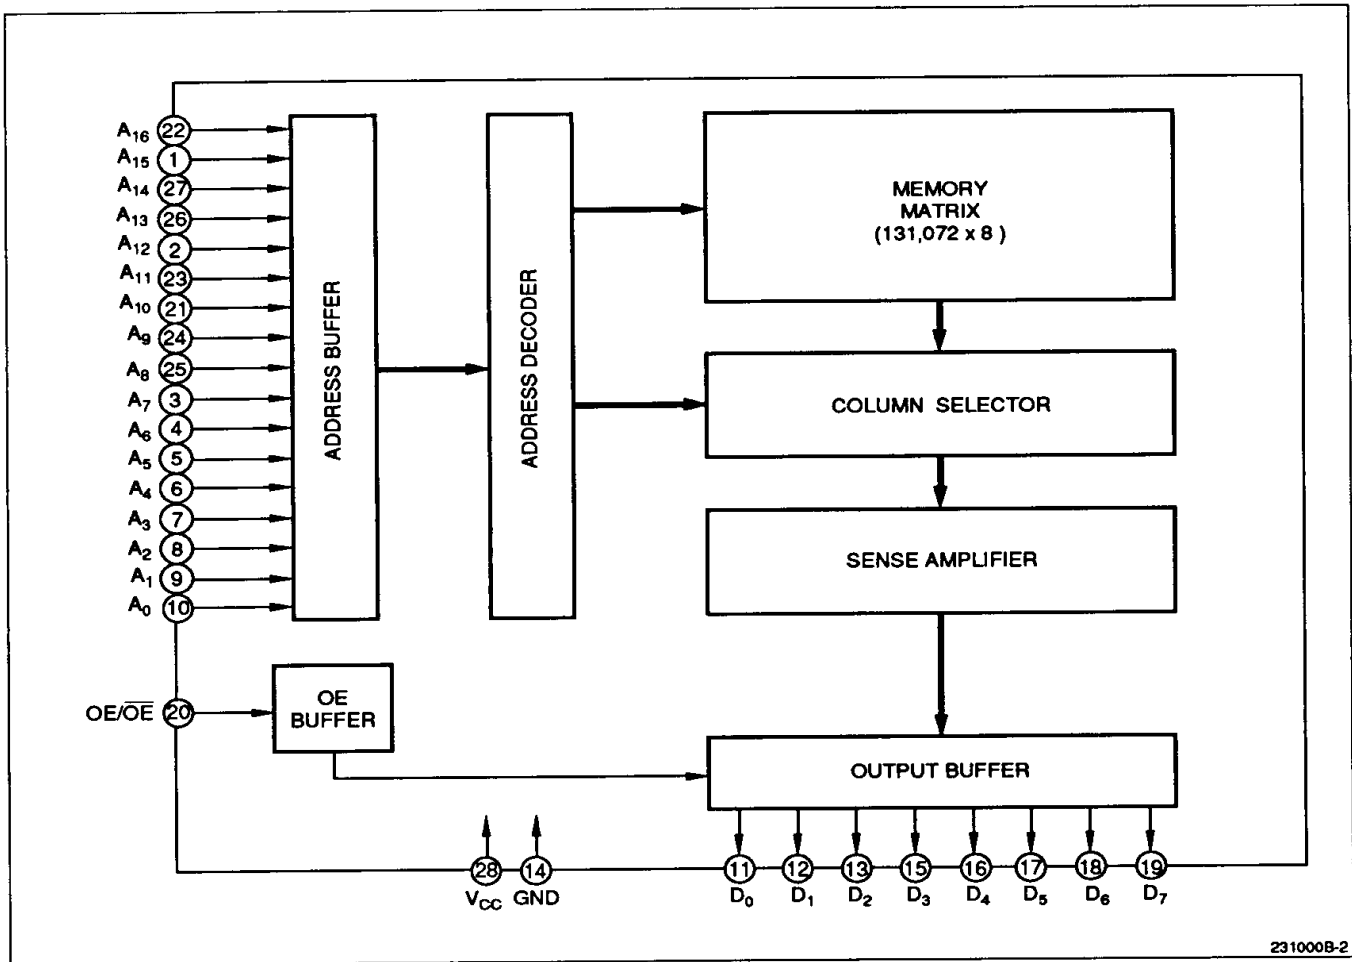 A16 22
A15 1
A14 27
A13 26
A12 2
A11 23
A10 21
A9 24
A8 25
A7 3
A6 4
A5 5
A4 6
A3 7
A2 8
A1 9
A0 10
OE/O̅E̅ 20
ADDRESS BUFFER
ADDRESS DECODER
MEMORY
MATRIX
(131,072 x 8 )
COLUMN SELECTOR
SENSE AMPLIFIER
OE
BUFFER
OUTPUT BUFFER
28 14 11 12 13 15 16 17 18 19
VCC GND D0 D1 D2 D3 D4 D5 D6 D7
231000B-2